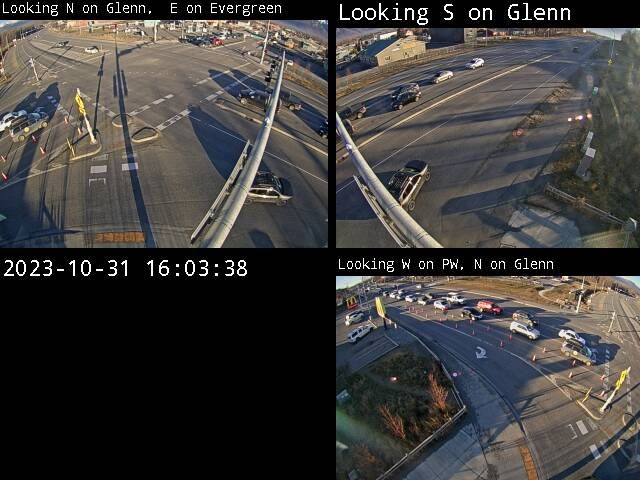 Looking N on Glenn,  E on Evergreen
Looking S on Glenn
2023-10-31 16:03:38
Looking W on PW, N on Glenn